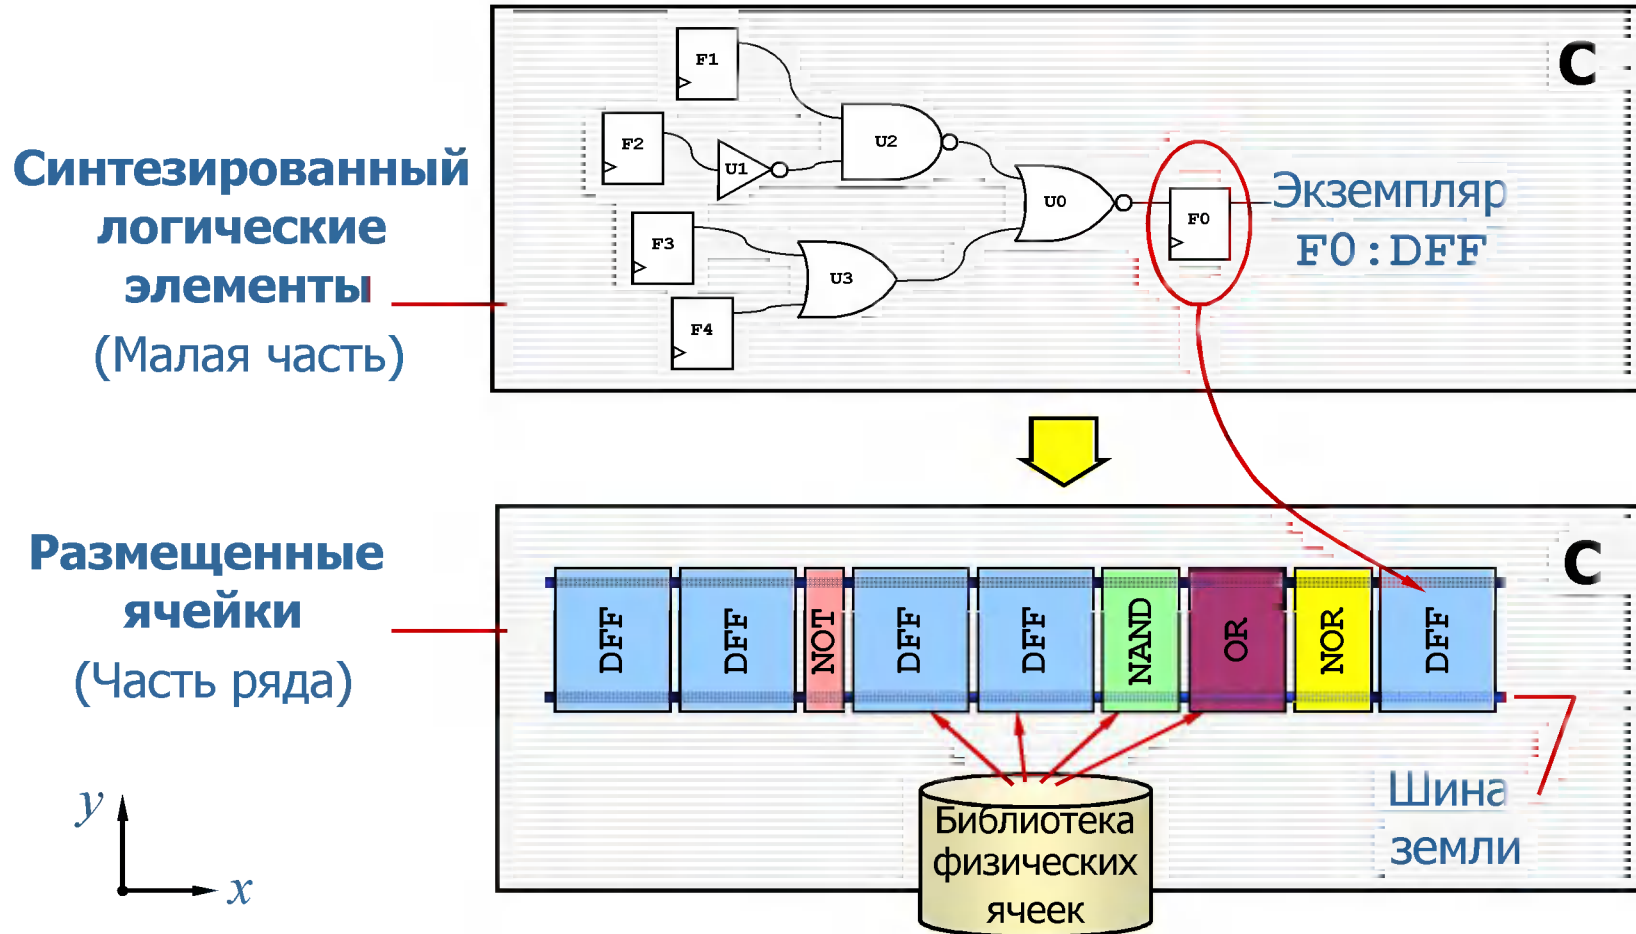 C
F1
F2
U1
U2
F3
U3
F4
U0
F0
Экземпляр
F0:DFF
Синтезированный
логические
элементы
(Малая часть)
Размещенные
ячейки
(Часть ряда)
C
DFF
DFF
NOT
DFF
DFF
NAND
OR
NOR
DFF
Шина
земли
Библиотека
физических
ячеек
y
x